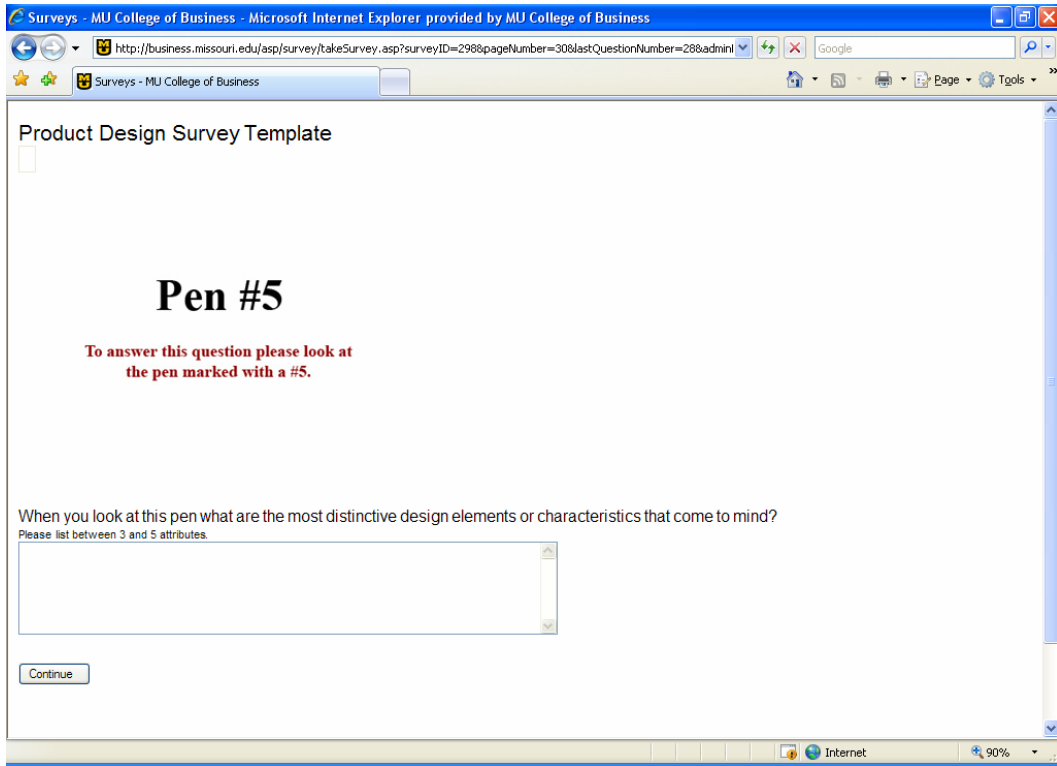 Surveys - MU College of Business - Microsoft Internet Explorer provided by MU College of Business
http://business.missouri.edu/asp/survey/takeSurvey.asp?surveyID=298&pageNumber=30&lastQuestionNumber=28&admin
Google
Surveys - MU College of Business
Page
Tools
Product Design Survey Template
Pen #5
To answer this question please look at
the pen marked with a #5.
When you look at this pen what are the most distinctive design elements or characteristics that come to mind?
Please list between 3 and 5 attributes.
Continue
Internet
90%